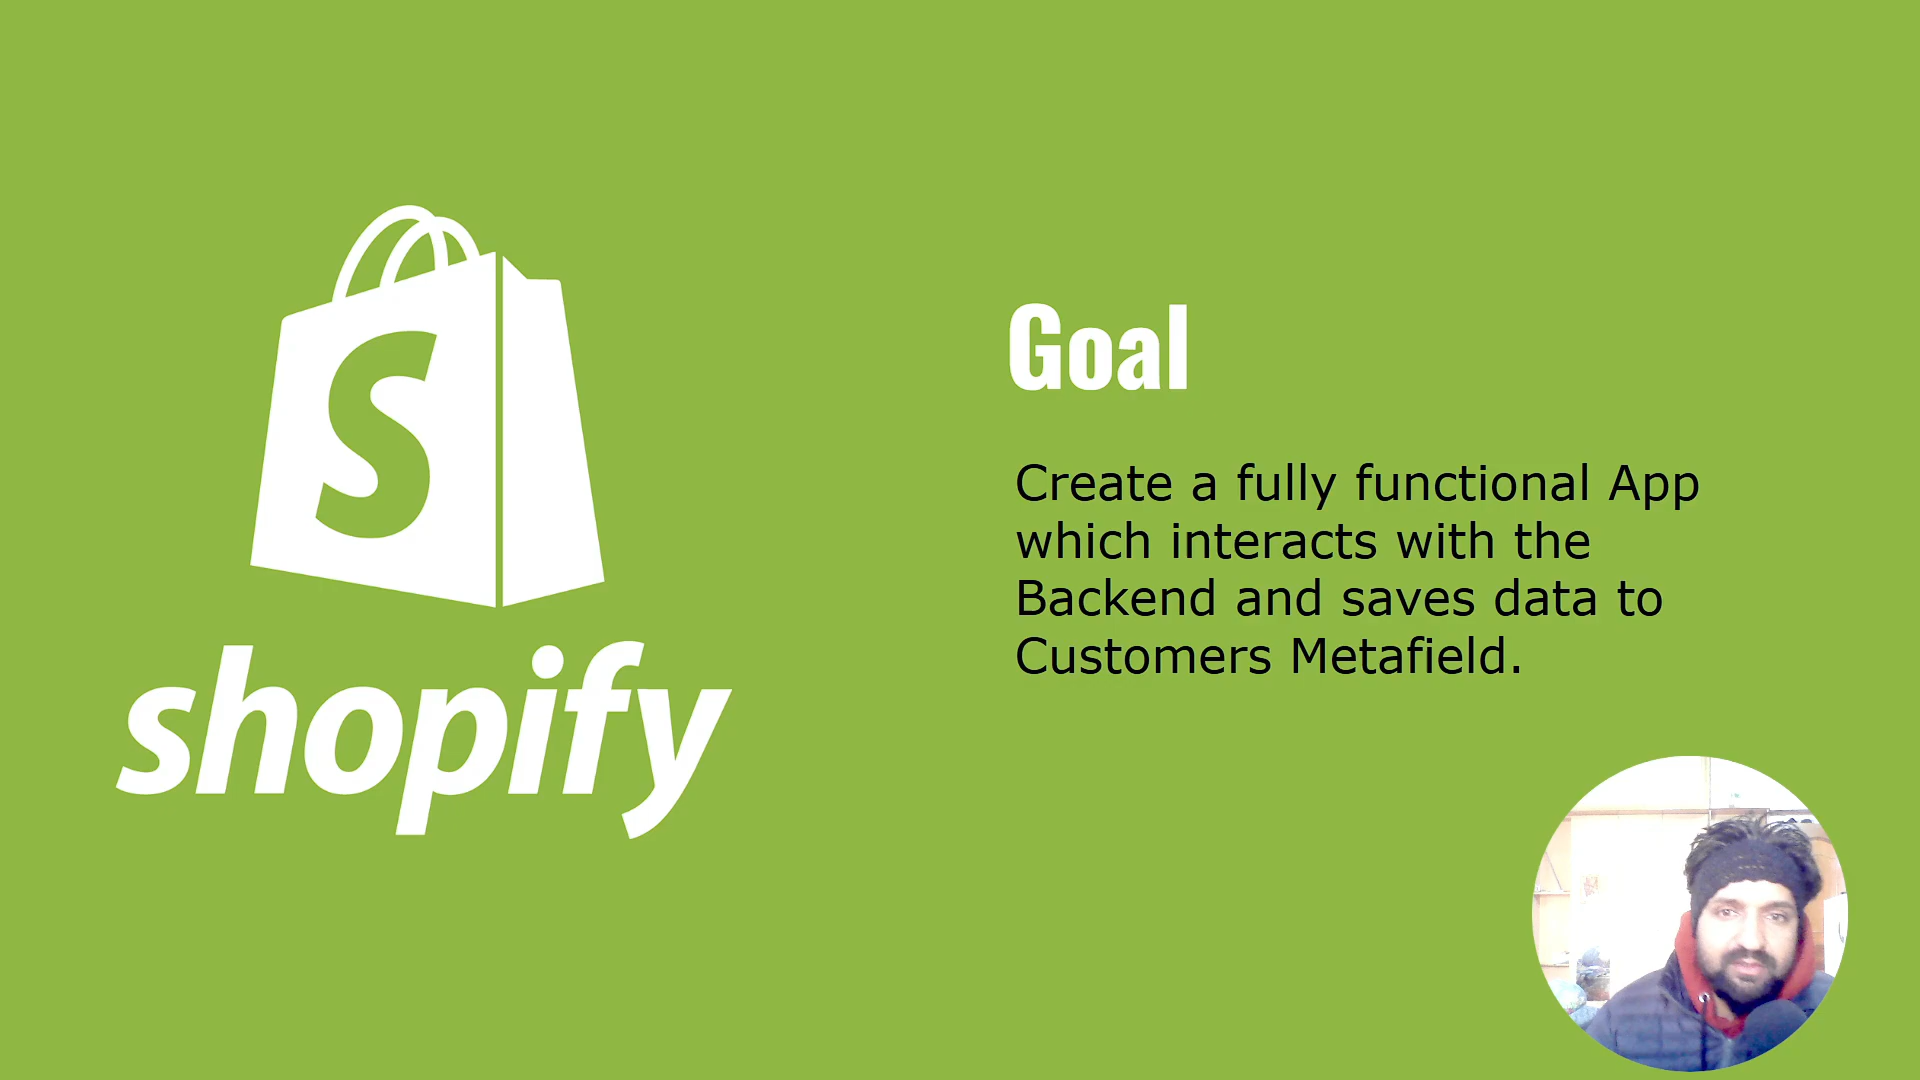 shopify
Goal
Create a fully functional App
which interacts with the
Backend and saves data to
Customers Metafield.